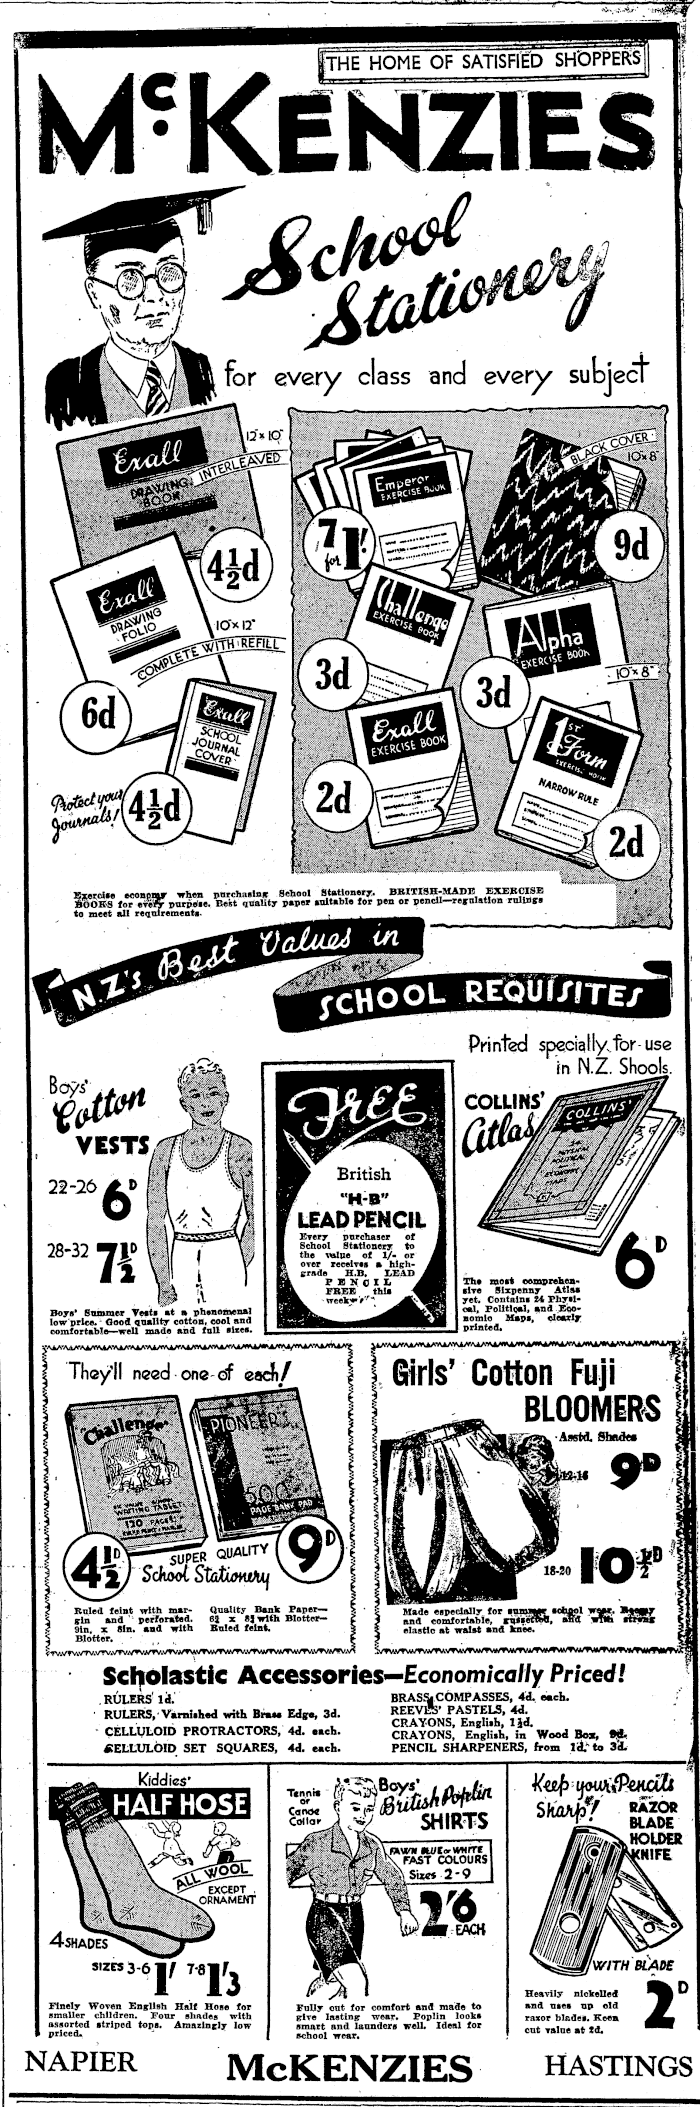 THE HOME OF SATISFIED SHOPPERS
McKENZIES
School
Stationery
for every class and every subject
Exall
DRAWING
BOOK
12"x10"
INTERLEAVED
4½d
Exall
DRAWING
FOLIO
10"x12"
COMPLETE WITH REFILL
6d
Exall
SCHOOL
JOURNAL
COVER
Protect your
Journals!
4½d
Emperor
EXERCISE BOOK
7
for 1/
BLACK COVER
10"x8"
9d
Challenge
EXERCISE BOOK
3d
Alpha
EXERCISE BOOK
10"x8"
3d
Exall
EXERCISE BOOK
2d
1ST
Form
EXERCISE BOOK
NARROW RULE
2d
Exercise economy when purchasing School Stationery. BRITISH-MADE EXERCISE
BOOKS for every purpose. Best quality paper suitable for pen or pencil—regulation rulings
to meet all requirements.
N.Z's Best Values in
SCHOOL REQUISITES
Boys'
Cotton
VESTS
22-26 6D
28-32 7½D
Boys' Summer Vests at a phenomenal
low price. Good quality cotton, cool and
comfortable—well made and full sizes.
FREE
British
"H-B"
LEAD PENCIL
Every purchaser of
School Stationery to
the value of 1/- or
over receives a high-
grade H.B. LEAD
PENCIL
FREE this
week
Printed specially for use
in N.Z. Shools.
COLLINS'
Atlas
COLLINS'
6D
The most comprehen-
sive Sixpenny Atlas
yet. Contains 24 Physi-
cal, Political, and Eco-
nomic Maps, clearly
printed.
They'll need one of each!
Challenge
WRITING TABLET
120 PAGES
4½D
PIONEER
500
PAGE BANK PAD
9D
SUPER QUALITY
School Stationery
Ruled feint with mar-
gin and perforated.
9in. x 8in. and with
Blotter.
Quality Bank Paper—
with Blotter—
Ruled feint.
Girls' Cotton Fuji
BLOOMERS
Asstd. Shades
12-16 9D
18-20 10½D
Made especially for summer school wear. Roomy
and comfortable, gussetted, and with strong
elastic at waist and knee.
Scholastic Accessories—Economically Priced!
RULERS 1d.
RULERS, Varnished with Brass Edge, 3d.
CELLULOID PROTRACTORS, 4d. each.
CELLULOID SET SQUARES, 4d. each.
BRASS COMPASSES, 4d. each.
REEVES' PASTELS, 4d.
CRAYONS, English, 1½d.
CRAYONS, English, in Wood Box, 9d.
PENCIL SHARPENERS, from 1d. to 3d.
Kiddies'
HALF HOSE
ALL WOOL
EXCEPT
ORNAMENT
4 SHADES
SIZES 3-6 1/' 7-8 1/3
Finely Woven English Half Hose for
smaller children. Four shades with
assorted striped tops. Amazingly low
priced.
Tennis
or
Canoe
Collar
Boys'
British Poplin
SHIRTS
FAWN BLUE or WHITE
FAST COLOURS
Sizes 2-9
2'6
EACH
Fully cut for comfort and made to
give lasting wear. Poplin looks
smart and launders well. Ideal for
school wear.
Keep your Pencils
Sharp!
RAZOR
BLADE
HOLDER
KNIFE
WITH BLADE
2D
Heavily nickelled
and uses up old
razor blades. Keen
cut value at 2d.
NAPIER McKENZIES HASTINGS